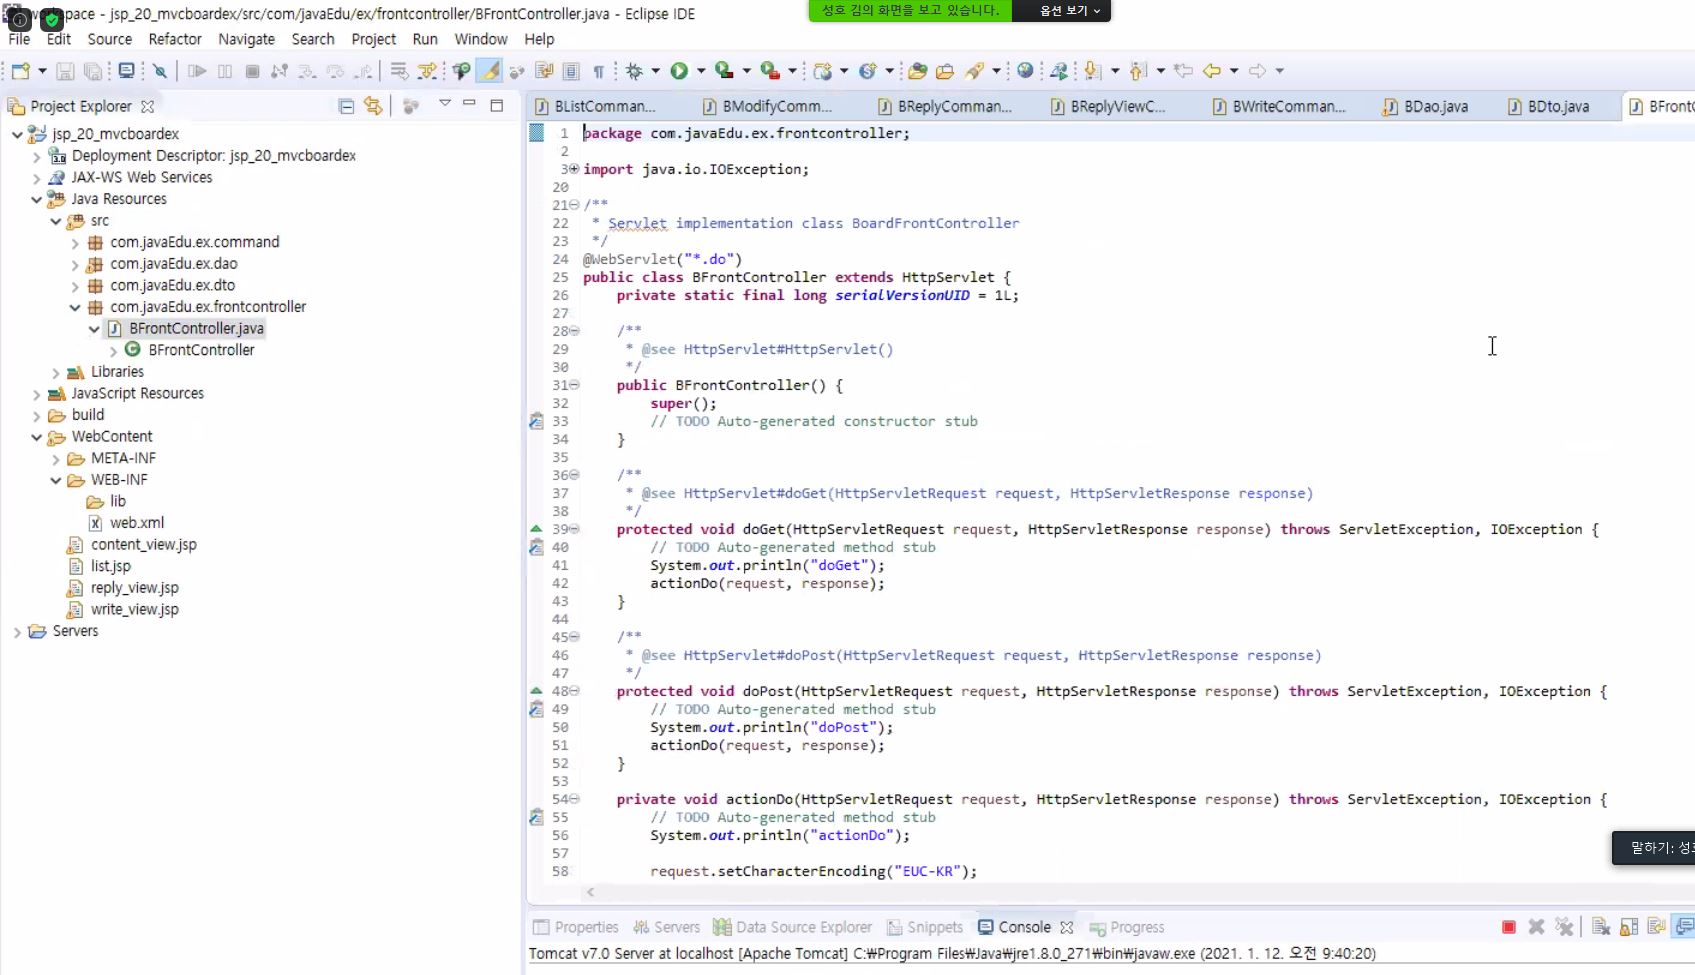 workspace - jsp_20_mvcboardex/src/com/javaEdu/ex/frontcontroller/BFrontController.java - Eclipse IDE
성호 김의 화면을 보고 있습니다. 옵션 보기
File Edit Source Refactor Navigate Search Project Run Window Help
Project Explorer
BListComman... BModifyComm... BReplyComman... BReplyViewC... BWriteComman... BDao.java BDto.java BFrontC
jsp_20_mvcboardex
Deployment Descriptor: jsp_20_mvcboardex
JAX-WS Web Services
Java Resources
src
com.javaEdu.ex.command
com.javaEdu.ex.dao
com.javaEdu.ex.dto
com.javaEdu.ex.frontcontroller
BFrontController.java
BFrontController
Libraries
JavaScript Resources
build
WebContent
META-INF
WEB-INF
lib
web.xml
content_view.jsp
list.jsp
reply_view.jsp
write_view.jsp
Servers
1 package com.javaEdu.ex.frontcontroller;
2
3 import java.io.IOException;
20
21 /**
22 * Servlet implementation class BoardFrontController
23 */
24 @WebServlet("*.do")
25 public class BFrontController extends HttpServlet {
26 private static final long serialVersionUID = 1L;
27
28 /**
29 * @see HttpServlet#HttpServlet()
30 */
31 public BFrontController() {
32 super();
33 // TODO Auto-generated constructor stub
34 }
35
36 /**
37 * @see HttpServlet#doGet(HttpServletRequest request, HttpServletResponse response)
38 */
39 protected void doGet(HttpServletRequest request, HttpServletResponse response) throws ServletException, IOException {
40 // TODO Auto-generated method stub
41 System.out.println("doGet");
42 actionDo(request, response);
43 }
44
45 /**
46 * @see HttpServlet#doPost(HttpServletRequest request, HttpServletResponse response)
47 */
48 protected void doPost(HttpServletRequest request, HttpServletResponse response) throws ServletException, IOException {
49 // TODO Auto-generated method stub
50 System.out.println("doPost");
51 actionDo(request, response);
52 }
53
54 private void actionDo(HttpServletRequest request, HttpServletResponse response) throws ServletException, IOException {
55 // TODO Auto-generated method stub
56 System.out.println("actionDo");
57
58 request.setCharacterEncoding("EUC-KR");
말하기: 성호
Properties Servers Data Source Explorer Snippets Console Progress
Tomcat v7.0 Server at localhost [Apache Tomcat] C:₩Program Files₩Java₩jre1.8.0_271₩bin₩javaw.exe (2021. 1. 12. 오전 9:40:20)